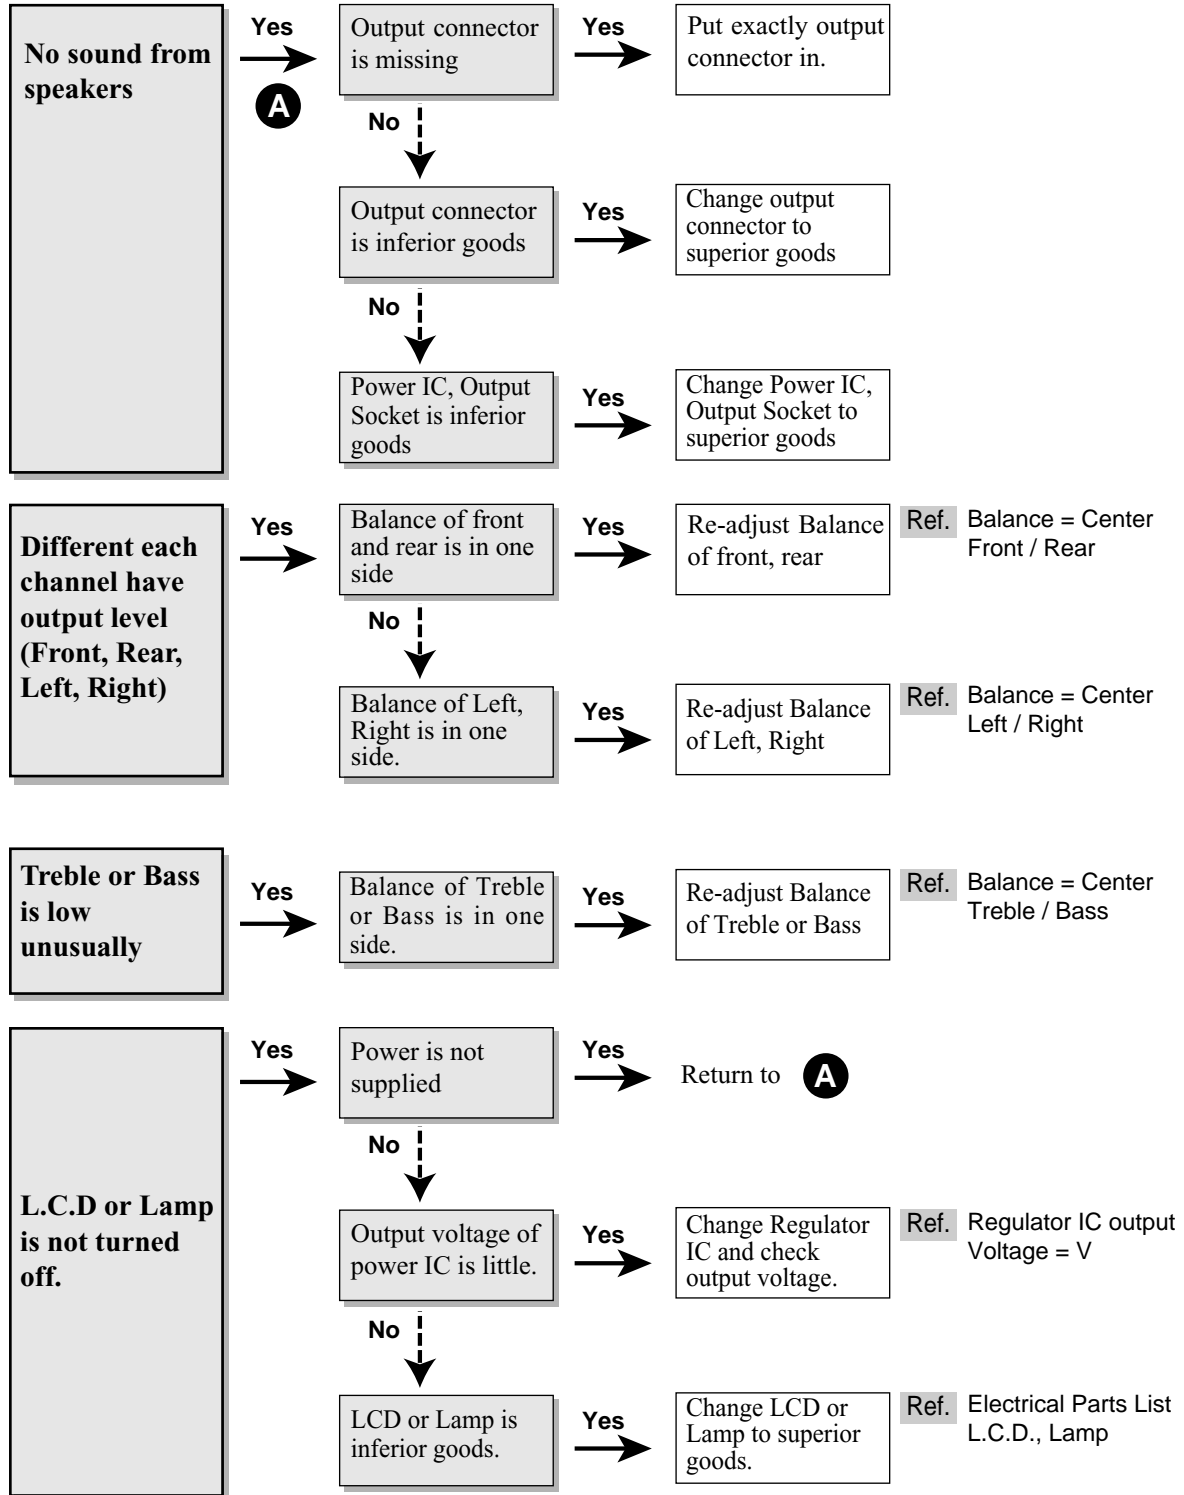 No sound from
speakers
Yes
A
Output connector
is missing
Yes
Put exactly output
connector in.
No
Output connector
is inferior goods
Yes
Change output
connector to
superior goods
No
Power IC, Output
Socket is inferior
goods
Yes
Change Power IC,
Output Socket to
superior goods
Different each
channel have
output level
(Front, Rear,
Left, Right)
Yes
Balance of front
and rear is in one
side
Yes
Re-adjust Balance
of front, rear
Ref. Balance = Center
Front / Rear
No
Balance of Left,
Right is in one
side.
Yes
Re-adjust Balance
of Left, Right
Ref. Balance = Center
Left / Right
Treble or Bass
is low
unusually
Yes
Balance of Treble
or Bass is in one
side.
Yes
Re-adjust Balance
of Treble or Bass
Ref. Balance = Center
Treble / Bass
L.C.D or Lamp
is not turned
off.
Yes
Power is not
supplied
Yes
Return to A
No
Output voltage of
power IC is little.
Yes
Change Regulator
IC and check
output voltage.
Ref. Regulator IC output
Voltage = V
No
LCD or Lamp is
inferior goods.
Yes
Change LCD or
Lamp to superior
goods.
Ref. Electrical Parts List
L.C.D., Lamp